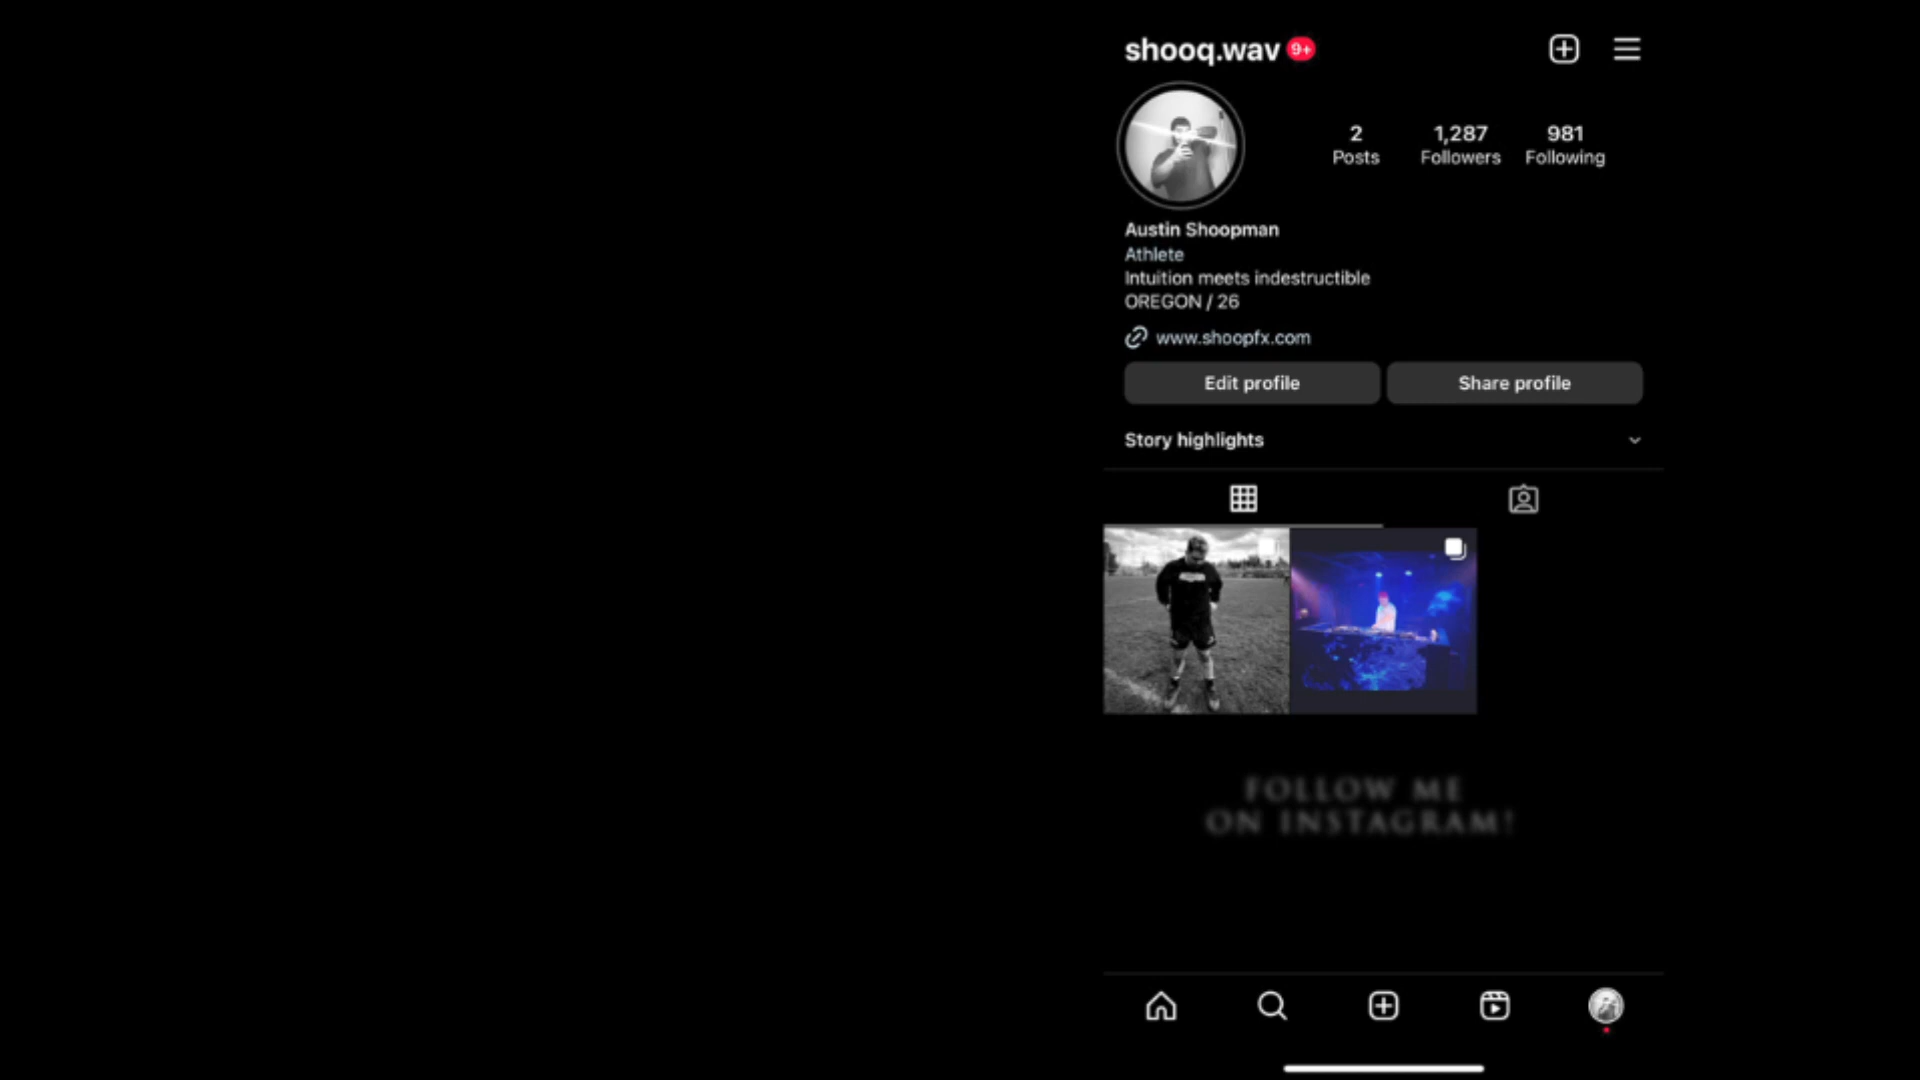 shooq.wav 9+
2 1,287 981
Posts Followers Following
Austin Shoopman
Athlete
Intuition meets indestructible
OREGON / 26
www.shoopfx.com
Edit profile Share profile
Story highlights
FOLLOW ME
ON INSTAGRAM!